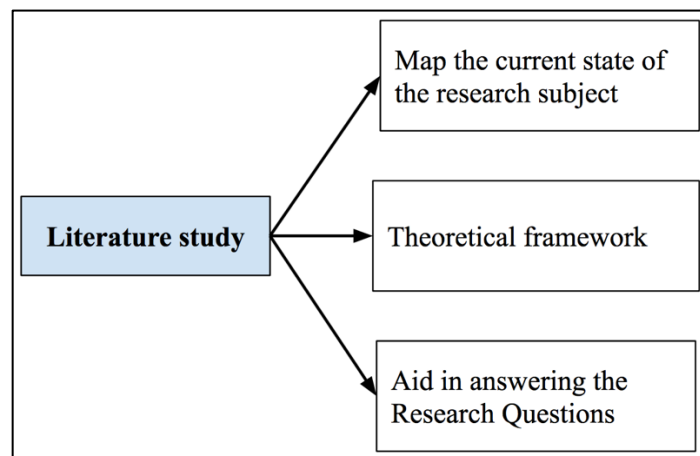 Map the current state of
the research subject
Literature study
Theoretical framework
Aid in answering the
Research Questions